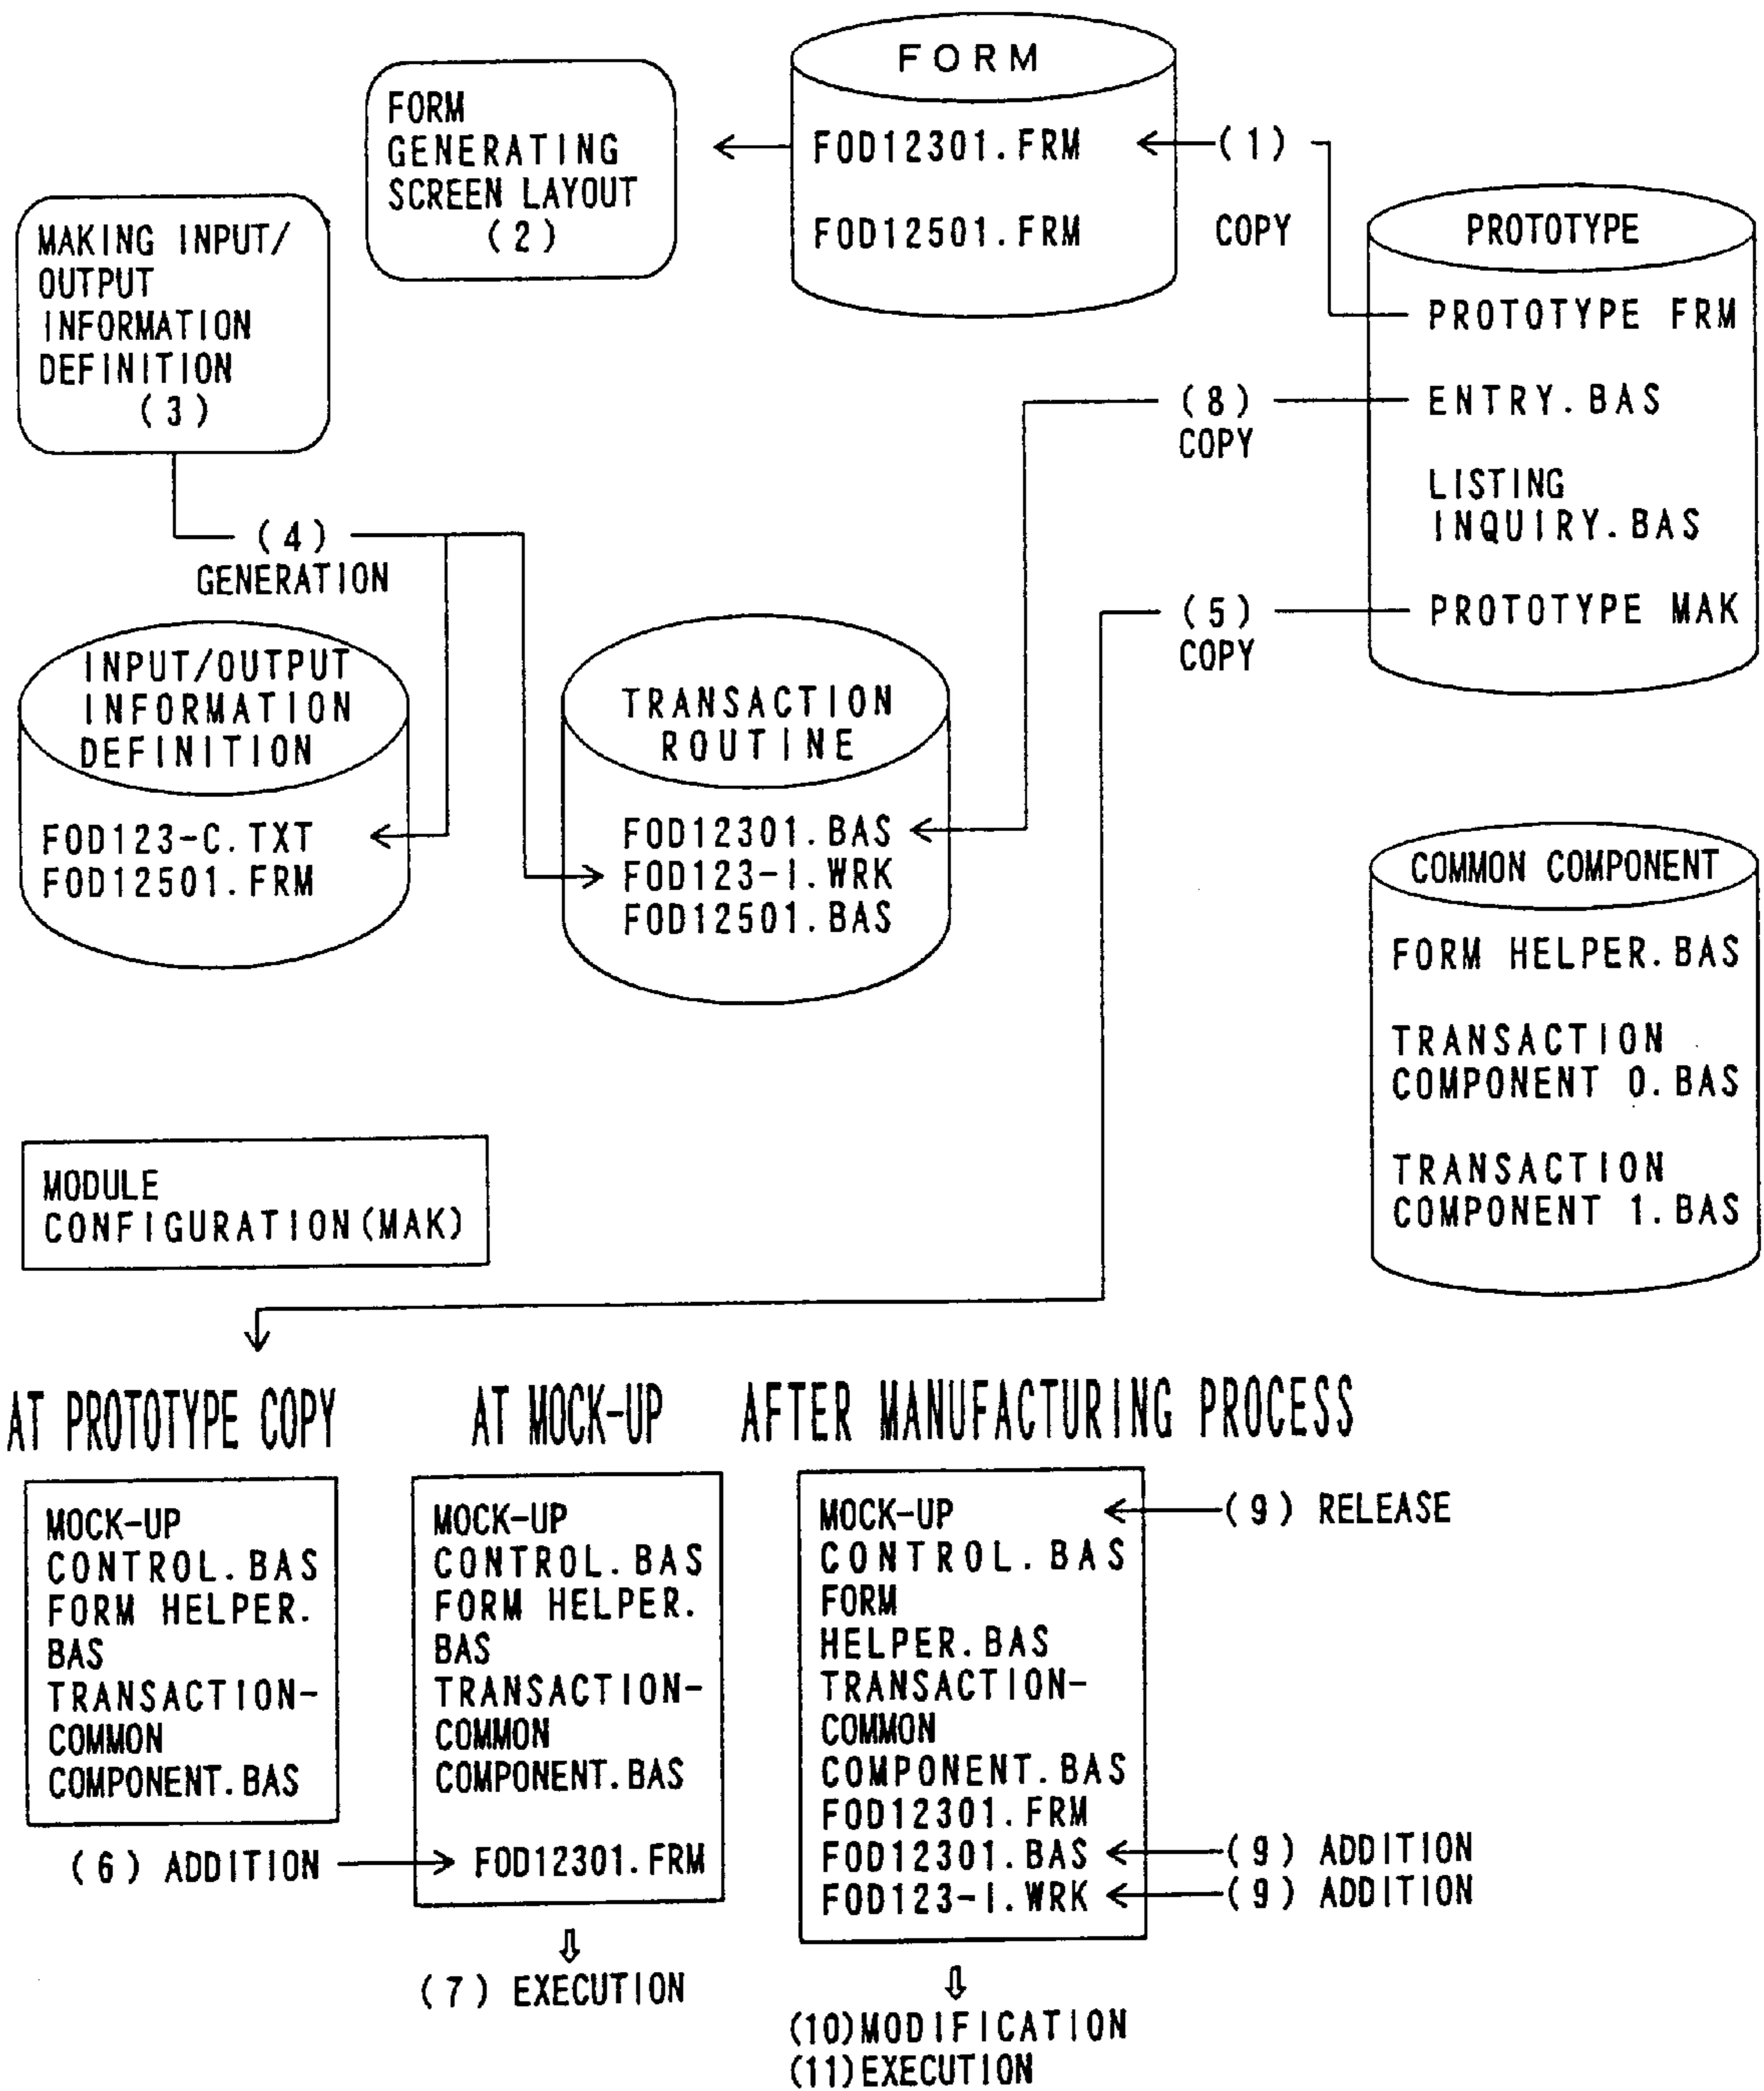 FORM
FOD12301.FRM
FOD12501.FRM
FORM
GENERATING
SCREEN LAYOUT
(2)
(1)
COPY
MAKING INPUT/
OUTPUT
INFORMATION
DEFINITION
(3)
PROTOTYPE
PROTOTYPE FRM
ENTRY.BAS
LISTING
INQUIRY.BAS
PROTOTYPE MAK
(8)
COPY
(4)
GENERATION
(5)
COPY
INPUT/OUTPUT
INFORMATION
DEFINITION
FOD123-C.TXT
FOD12501.FRM
TRANSACTION
ROUTINE
FOD12301.BAS
FOD123-I.WRK
FOD12501.BAS
COMMON COMPONENT
FORM HELPER.BAS
TRANSACTION
COMPONENT 0.BAS
TRANSACTION
COMPONENT 1.BAS
MODULE
CONFIGURATION(MAK)
AT PROTOTYPE COPY
MOCK-UP
CONTROL.BAS
FORM HELPER.
BAS
TRANSACTION-
COMMON
COMPONENT.BAS
(6) ADDITION
AT MOCK-UP
MOCK-UP
CONTROL.BAS
FORM HELPER.
BAS
TRANSACTION-
COMMON
COMPONENT.BAS
FOD12301.FRM
(7) EXECUTION
AFTER MANUFACTURING PROCESS
MOCK-UP
CONTROL.BAS
FORM
HELPER.BAS
TRANSACTION-
COMMON
COMPONENT.BAS
FOD12301.FRM
FOD12301.BAS
FOD123-I.WRK
(9) RELEASE
(9) ADDITION
(9) ADDITION
(10)MODIFICATION
(11)EXECUTION